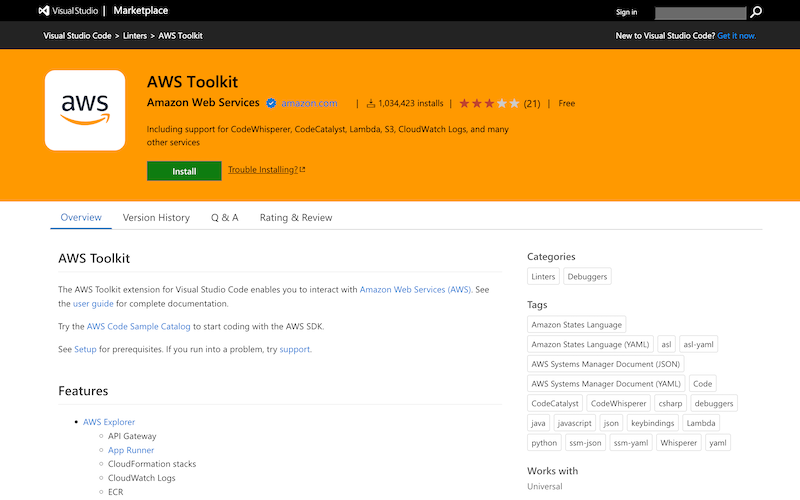 Visual Studio | Marketplace
Sign in
Visual Studio Code > Linters > AWS Toolkit
New to Visual Studio Code? Get it now.
aws
AWS Toolkit
Amazon Web Services amazon.com | 1,034,423 installs | (21) | Free
Including support for CodeWhisperer, CodeCatalyst, Lambda, S3, CloudWatch Logs, and many
other services
Install
Trouble Installing?
Overview
Version History
Q & A
Rating & Review
AWS Toolkit
The AWS Toolkit extension for Visual Studio Code enables you to interact with Amazon Web Services (AWS). See
the user guide for complete documentation.
Try the AWS Code Sample Catalog to start coding with the AWS SDK.
See Setup for prerequisites. If you run into a problem, try support.
Features
AWS Explorer
API Gateway
App Runner
CloudFormation stacks
CloudWatch Logs
ECR
Categories
Linters Debuggers
Tags
Amazon States Language
Amazon States Language (YAML) asl asl-yaml
AWS Systems Manager Document (JSON)
AWS Systems Manager Document (YAML) Code
CodeCatalyst CodeWhisperer csharp debuggers
java javascript json keybindings Lambda
python ssm-json ssm-yaml Whisperer yaml
Works with
Universal